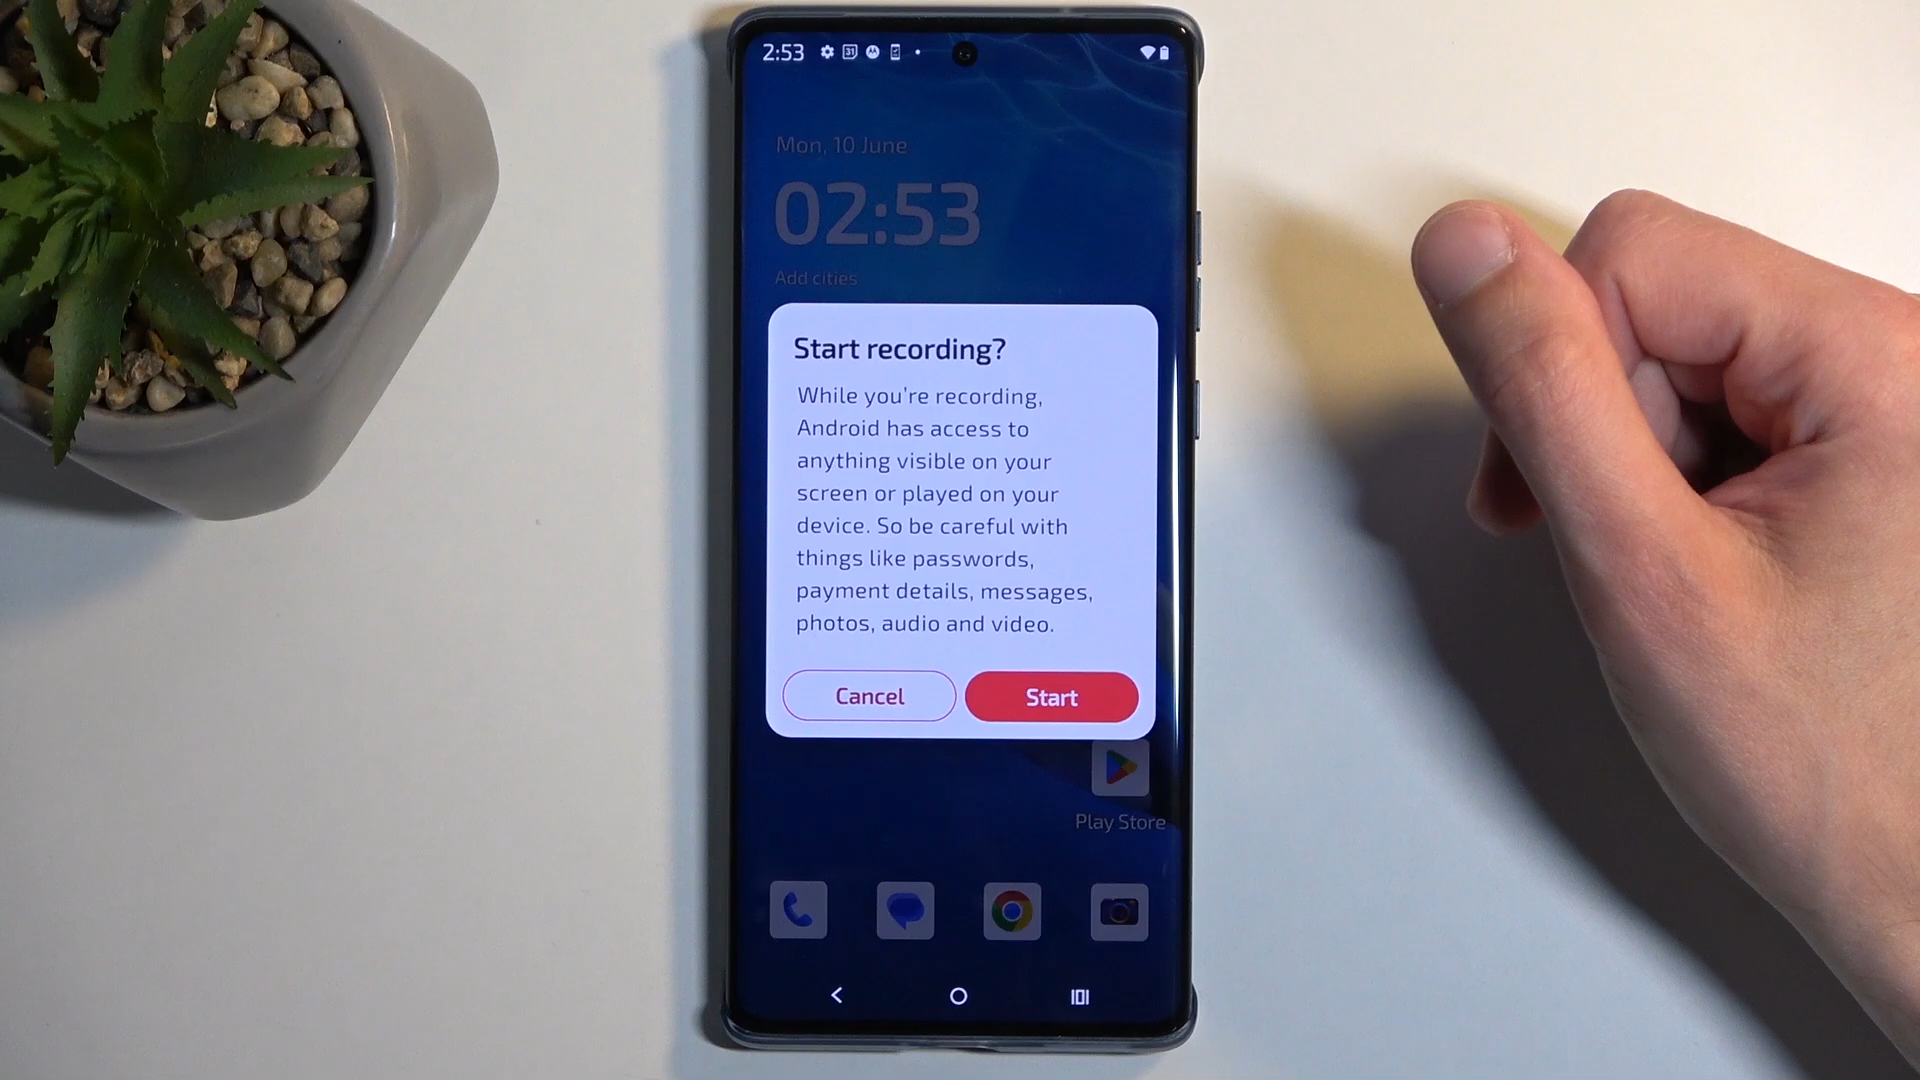 2:53
31
Mon, 10 June
02:53
Add cities
Start recording?
While you're recording,
Android has access to
anything visible on your
screen or played on your
device. So be careful with
things like passwords,
payment details, messages,
photos, audio and video.
Cancel
Start
Play Store